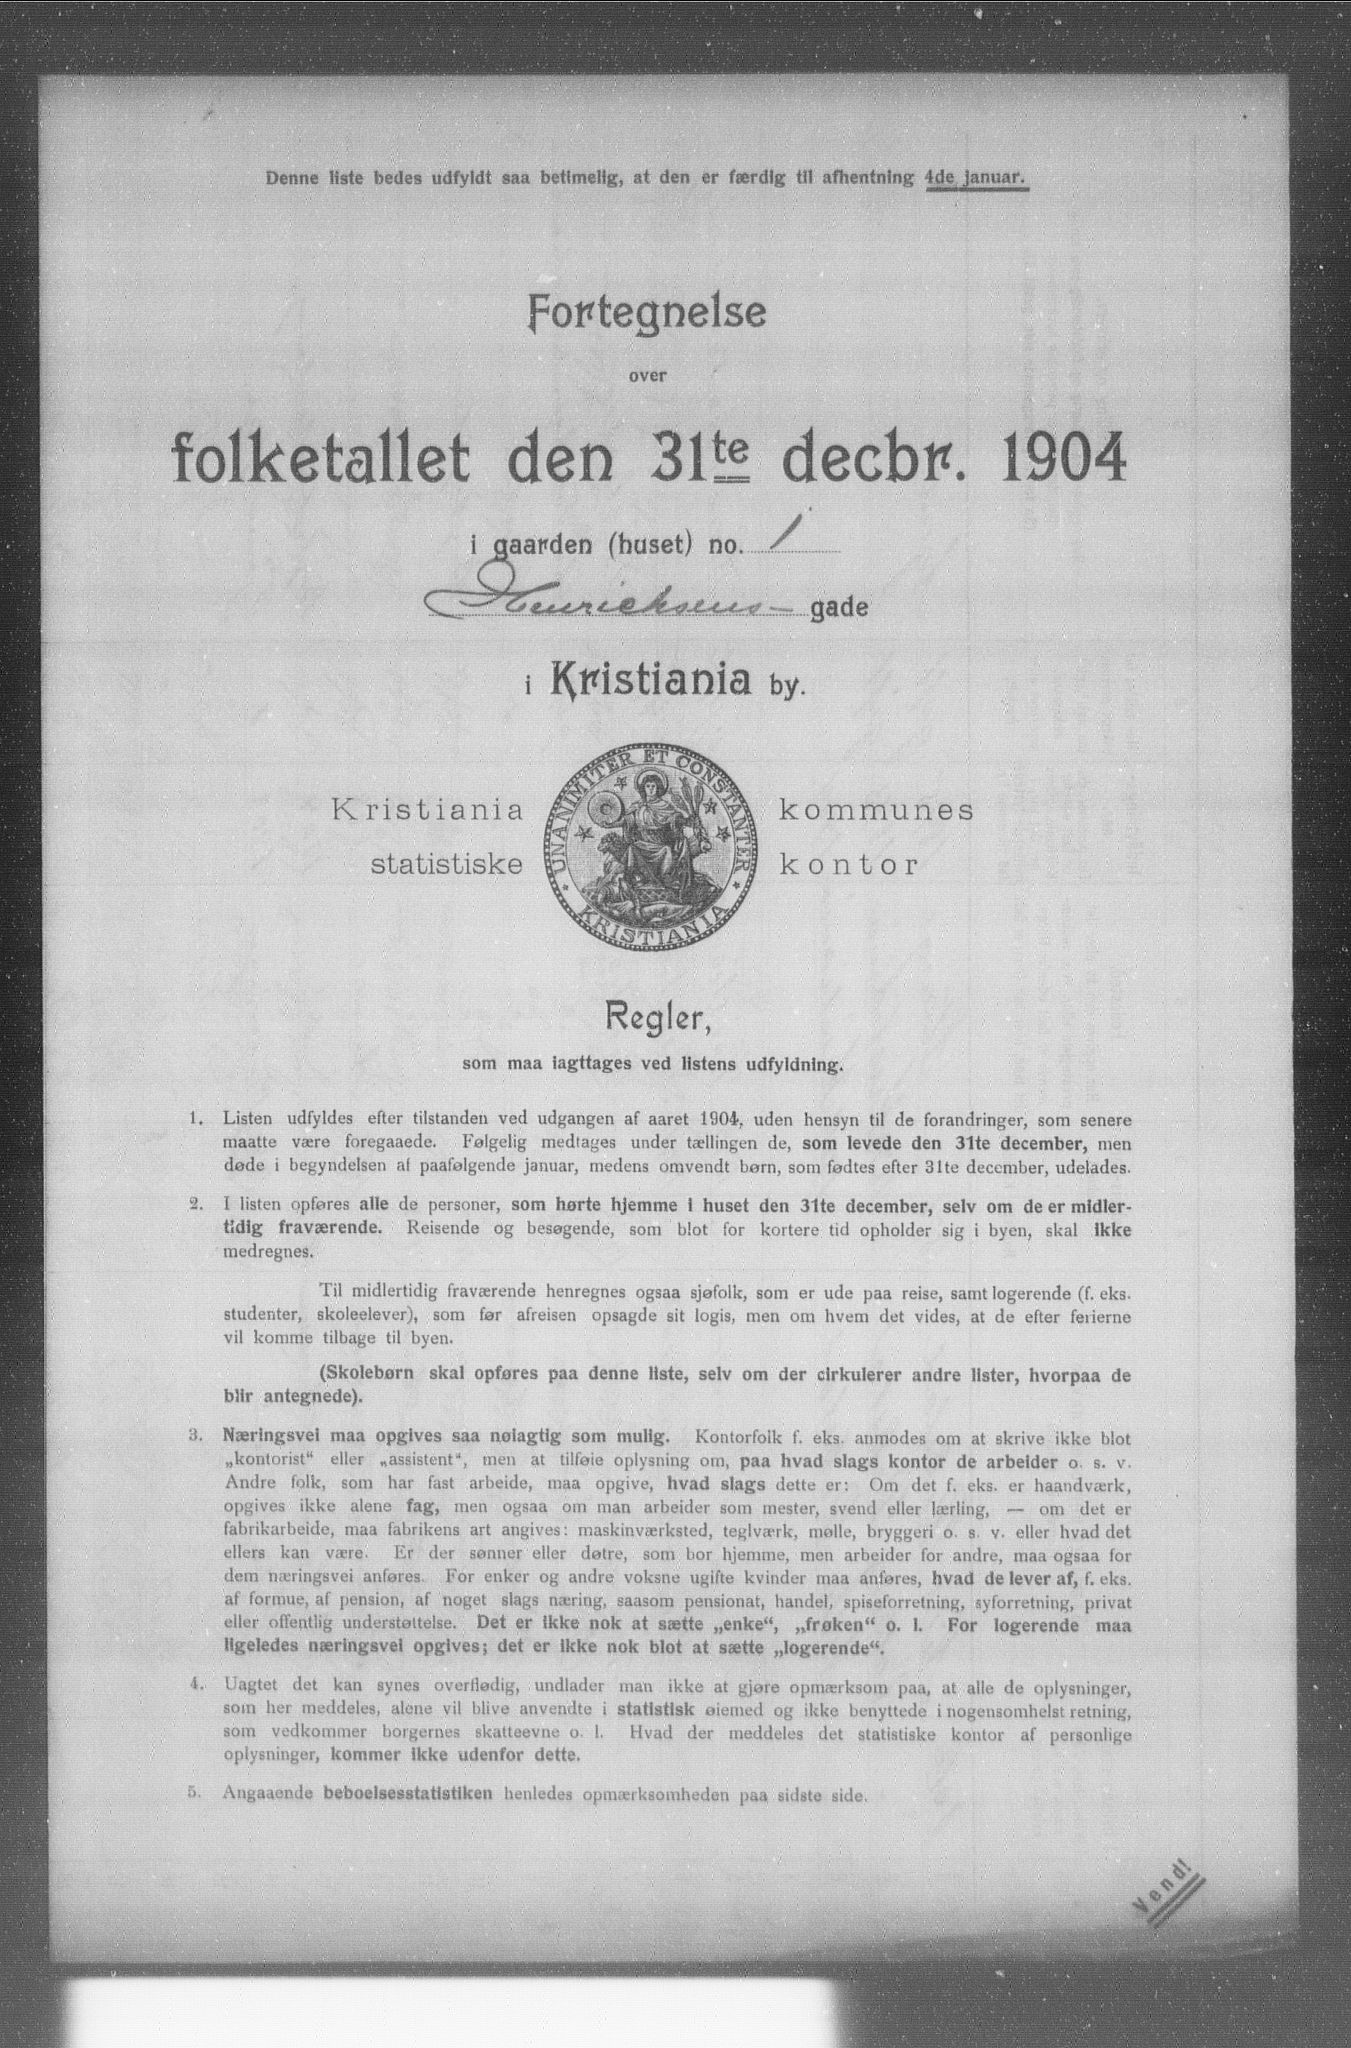 Denne liste bedes udfyldt saa betimelig, at den er færdig til afhentning 4de januar.
Fortegnelse
over
folketallet den 31te decbr. 1904
i gaarden (huset) no. 1
Henrichsens- gade
i Kristiania by.
UNANIMITER ET CONSTANTER
KRISTIANIA
Kristiania kommunes
statistiske kontor
Regler,
som maa iagttages ved listens udfyldning.
1. Listen udfyldes efter tilstanden ved udgangen af aaret 1904, uden hensyn til de forandringer, som senere
maatte være foregaaede. Følgelig medtages under tællingen de, som levede den 31te december, men
døde i begyndelsen af paafølgende januar, medens omvendt børn, som fødtes efter 31te december, udelades.
2. I listen opføres alle de personer, som hørte hjemme i huset den 31te december, selv om de er midler-
tidig fraværende. Reisende og besøgende, som blot for kortere tid opholder sig i byen, skal ikke
medregnes.
Til midlertidig fraværende henregnes ogsaa sjøfolk, som er ude paa reise, samt logerende (f. eks.
studenter, skoleelever), som før afreisen opsagde sit logis, men om hvem det vides, at de efter ferierne
vil komme tilbage til byen.
(Skolebørn skal opføres paa denne liste, selv om der cirkulerer andre lister, hvorpaa de
blir antegnede).
3. Næringsvei maa opgives saa nøiagtig som mulig. Kontorfolk f. eks. anmodes om at skrive ikke blot
„kontorist“ eller „assistent“, men at tilføie oplysning om, paa hvad slags kontor de arbeider o. s. v.
Andre folk, som har fast arbeide, maa opgive, hvad slags dette er: Om det f. eks. er haandværk,
opgives ikke alene fag, men ogsaa om man arbeider som mester, svend eller lærling, — om det er
fabrikarbeide, maa fabrikens art angives: maskinværksted, teglværk, mølle, bryggeri o. s. v. eller hvad det
ellers kan være. Er der sønner eller døtre, som bor hjemme, men arbeider for andre, maa ogsaa for
dem næringsvei anføres. For enker og andre voksne ugifte kvinder maa anføres, hvad de lever af, f. eks.
af formue, af pension, af noget slags næring, saasom pensionat, handel, spiseforretning, syforretning, privat
eller offentlig understøttelse. Det er ikke nok at sætte „enke“, „frøken“ o. l. For logerende maa
ligeledes næringsvei opgives; det er ikke nok blot at sætte „logerende“.
4. Uagtet det kan synes overflødig, undlader man ikke at gjøre opmærksom paa, at alle de oplysninger,
som her meddeles, alene vil blive anvendte i statistisk øiemed og ikke benyttede i nogensomhelst retning,
som vedkommer borgernes skatteevne o. l. Hvad der meddeles det statistiske kontor af personlige
oplysninger, kommer ikke udenfor dette.
5. Angaaende beboelsesstatistiken henledes opmærksomheden paa sidste side.
Vend!